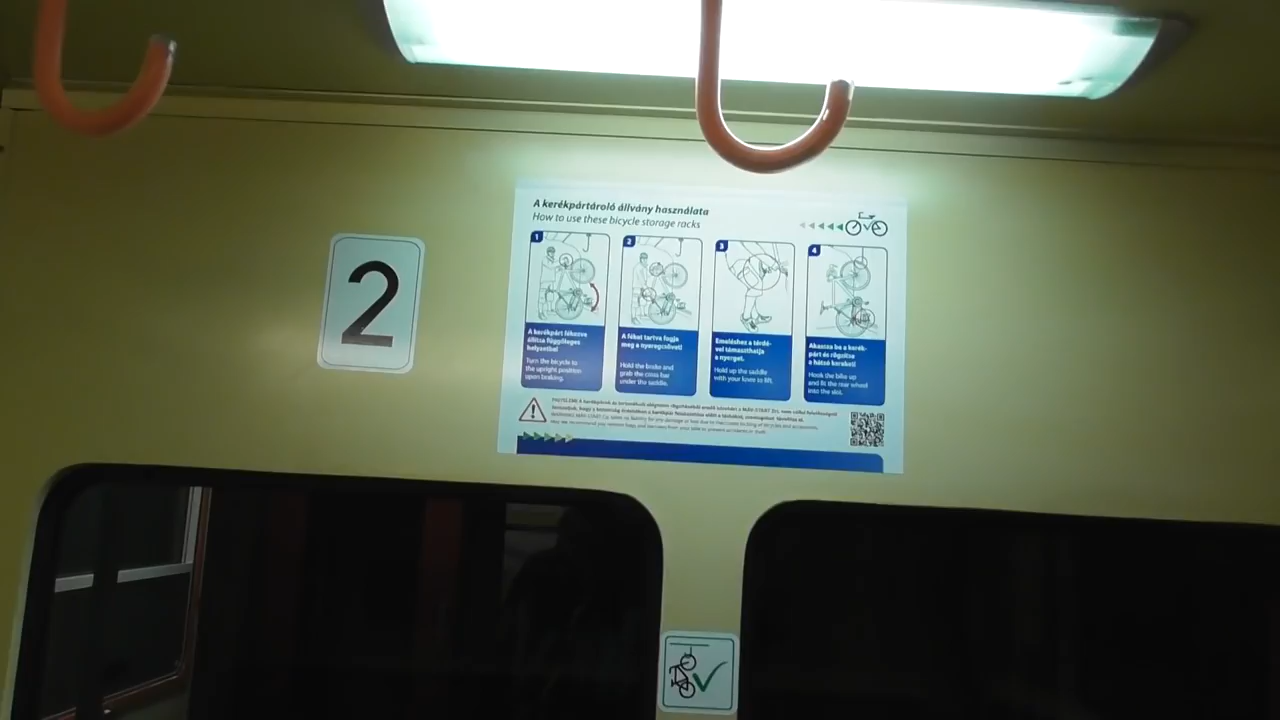 A kerékpártároló állvány használata
How to use these bicycle storage racks
2
1
2
3
4
A kerékpárt fékezve
állítsa függőleges
helyzetbe!
Turn the bicycle to
the upright position
upon braking.
A féket tartva fogja
meg a nyeregcsövet!
Hold the brake and
grab the cross bar
under the saddle.
Emeléshez a térdé-
vel támaszthatja
a nyerget.
Hold up the saddle
with your knee to lift.
Akassza be a kerék-
párt és rögzítse
a hátsó kereket!
Hook the bike up
and fit the rear wheel
into the slot.